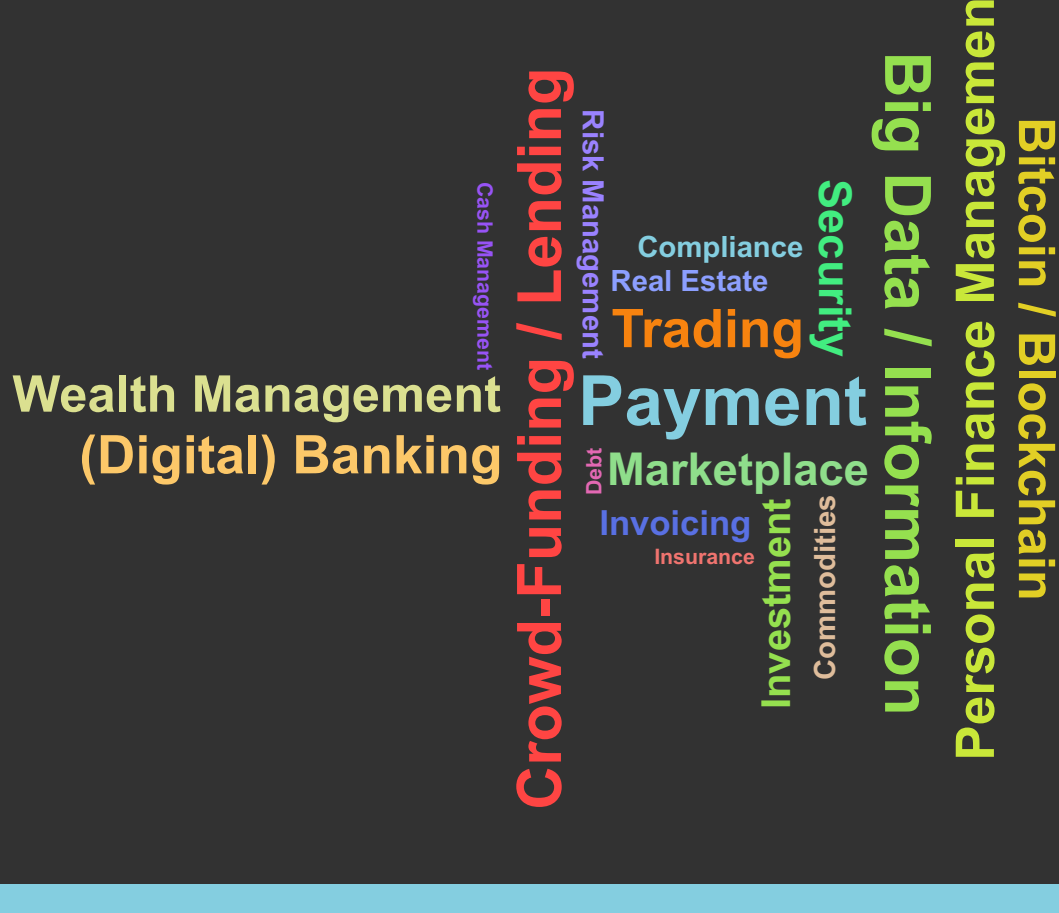 Cash Management
Wealth Management
(Digital) Banking
Crowd-Funding / Lending
Risk Management
Compliance
Real Estate
Trading
Payment
Debt
Marketplace
Invoicing
Insurance
Investment
Commodities
Security
Big Data / Information
Personal Finance Managemen
Bitcoin / Blockchain